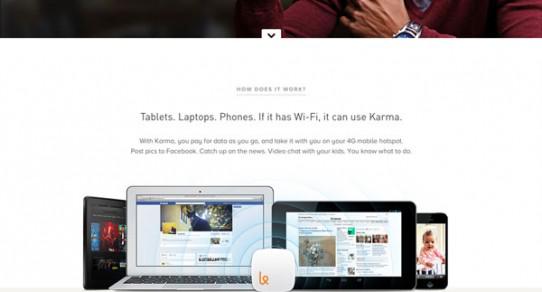 HOW DOES IT WORK?
Tablets. Laptops. Phones. If it has Wi-Fi, it can use Karma.
With Karma, you pay for data as you go, and take it with you on your 4G mobile hotspot.
Post pics to Facebook. Catch up on the news. Video chat with your kids. You know what to do.